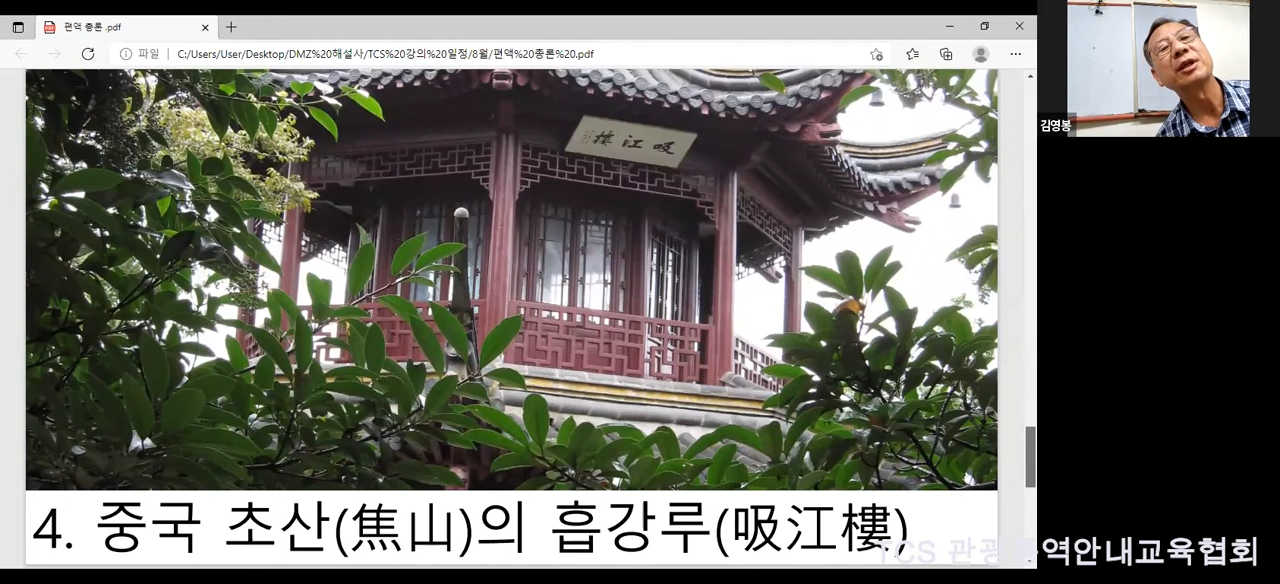 편액 총론 .pdf
파일
C:/Users/User/Desktop/DMZ%20해설사/TCS%20강의%20일정/8월/편액%20총론%20.pdf
김영봉
吸江樓
4. 중국 초산(焦山)의 흡강루(吸江樓)
TCS 관광통역안내교육협회